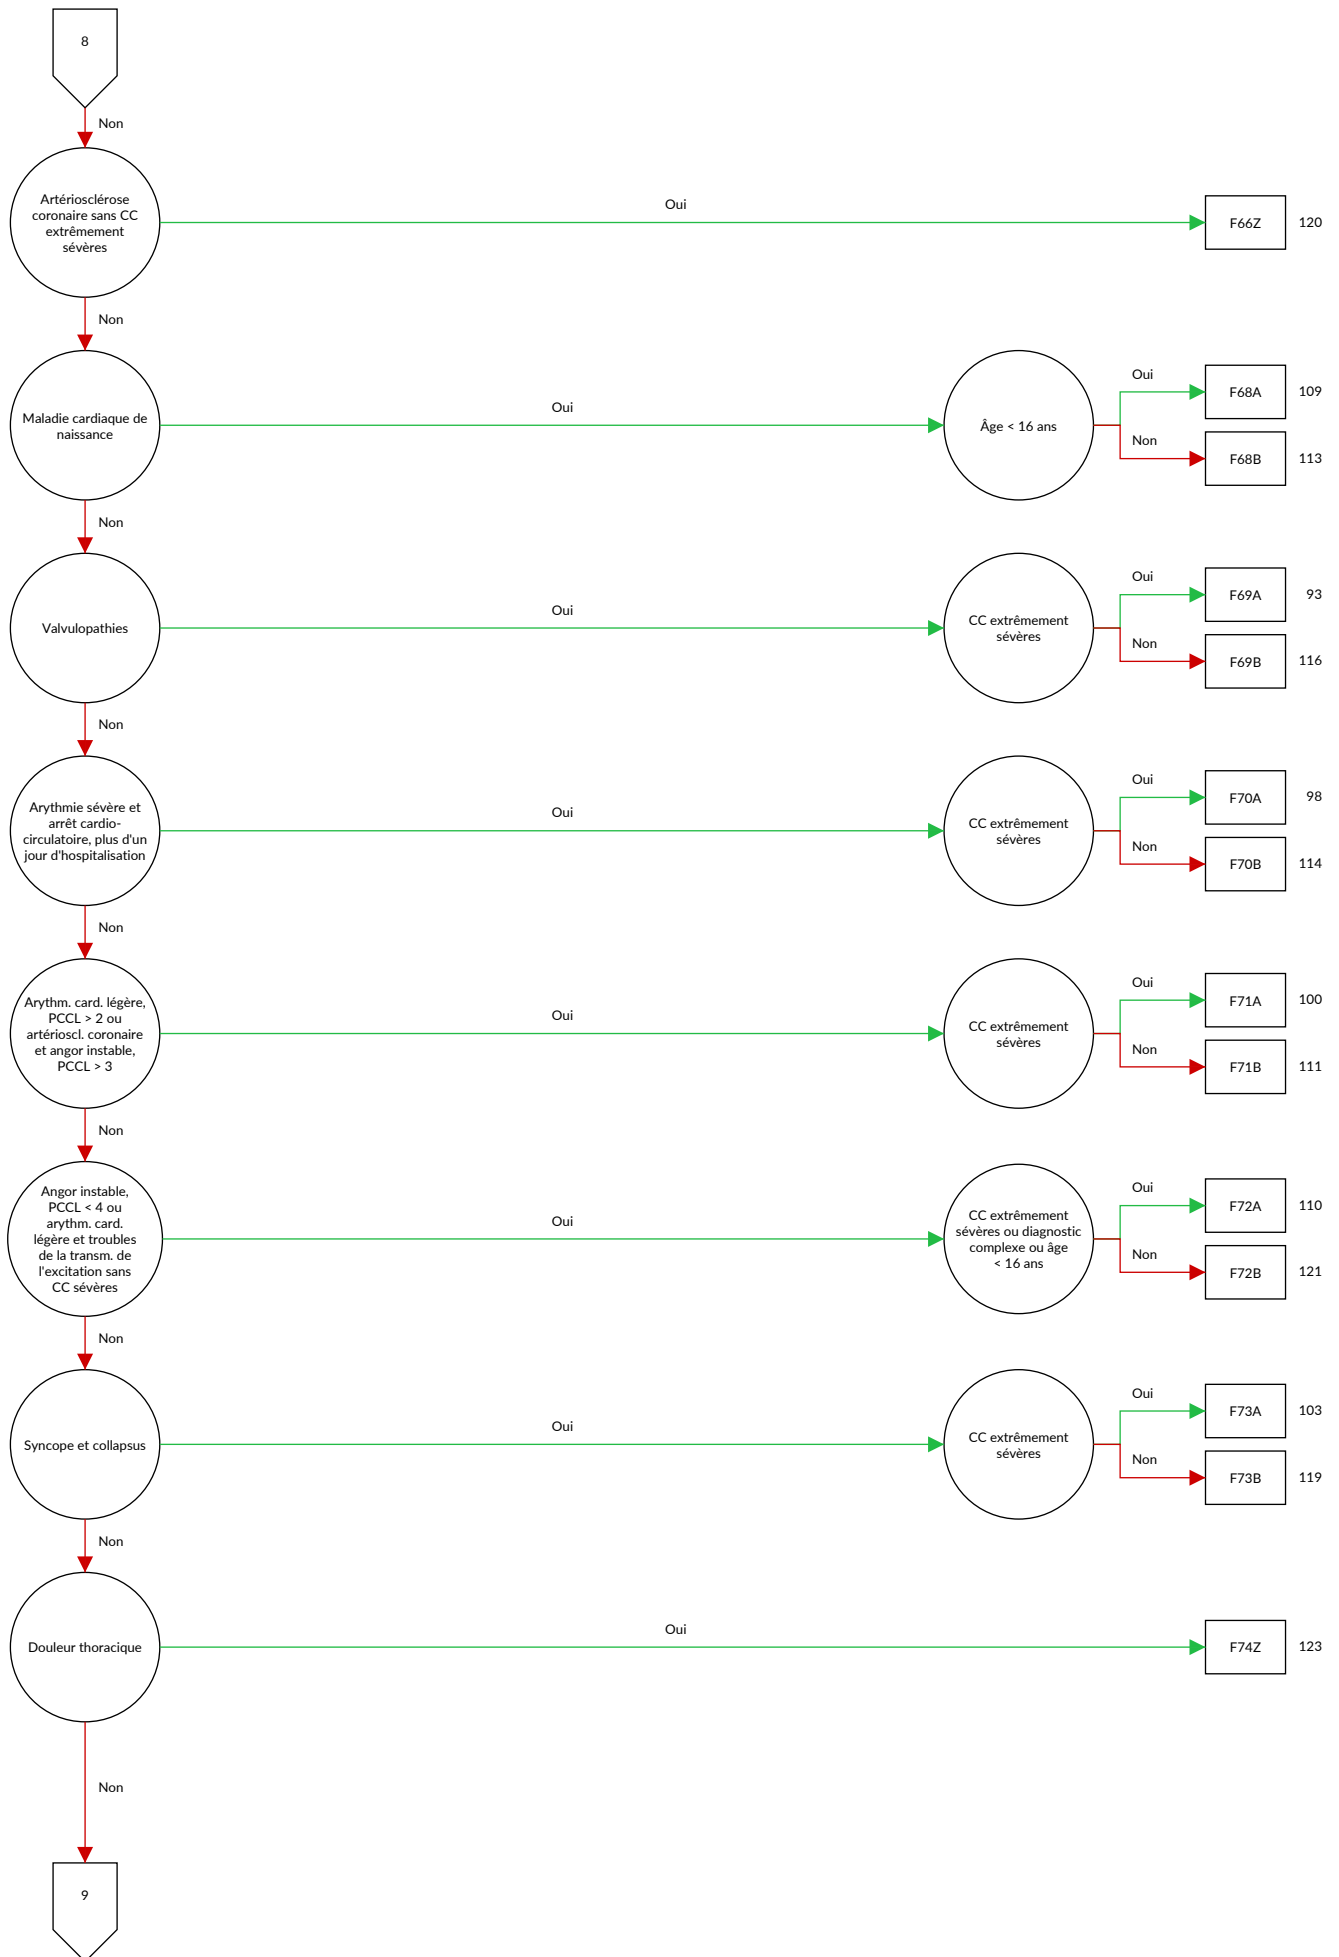 8
Non
Artériosclérose
coronaire sans CC
extrêmement
sévères
Oui
F66Z
120
Non
Maladie cardiaque de
naissance
Oui
Âge < 16 ans
Oui
F68A
109
Non
F68B
113
Non
Valvulopathies
Oui
CC extrêmement
sévères
Oui
F69A
93
Non
F69B
116
Non
Arythmie sévère et
arrêt cardio-
circulatoire, plus d'un
jour d'hospitalisation
Oui
CC extrêmement
sévères
Oui
F70A
98
Non
F70B
114
Non
Arythm. card. légère,
PCCL > 2 ou
artérioscl. coronaire
et angor instable,
PCCL > 3
Oui
CC extrêmement
sévères
Oui
F71A
100
Non
F71B
111
Non
Angor instable,
PCCL < 4 ou
arythm. card.
légère et troubles
de la transm. de
l'excitation sans
CC sévères
Oui
CC extrêmement
sévères ou diagnostic
complexe ou âge
< 16 ans
Oui
F72A
110
Non
F72B
121
Non
Syncope et collapsus
Oui
CC extrêmement
sévères
Oui
F73A
103
Non
F73B
119
Non
Douleur thoracique
Oui
F74Z
123
Non
9